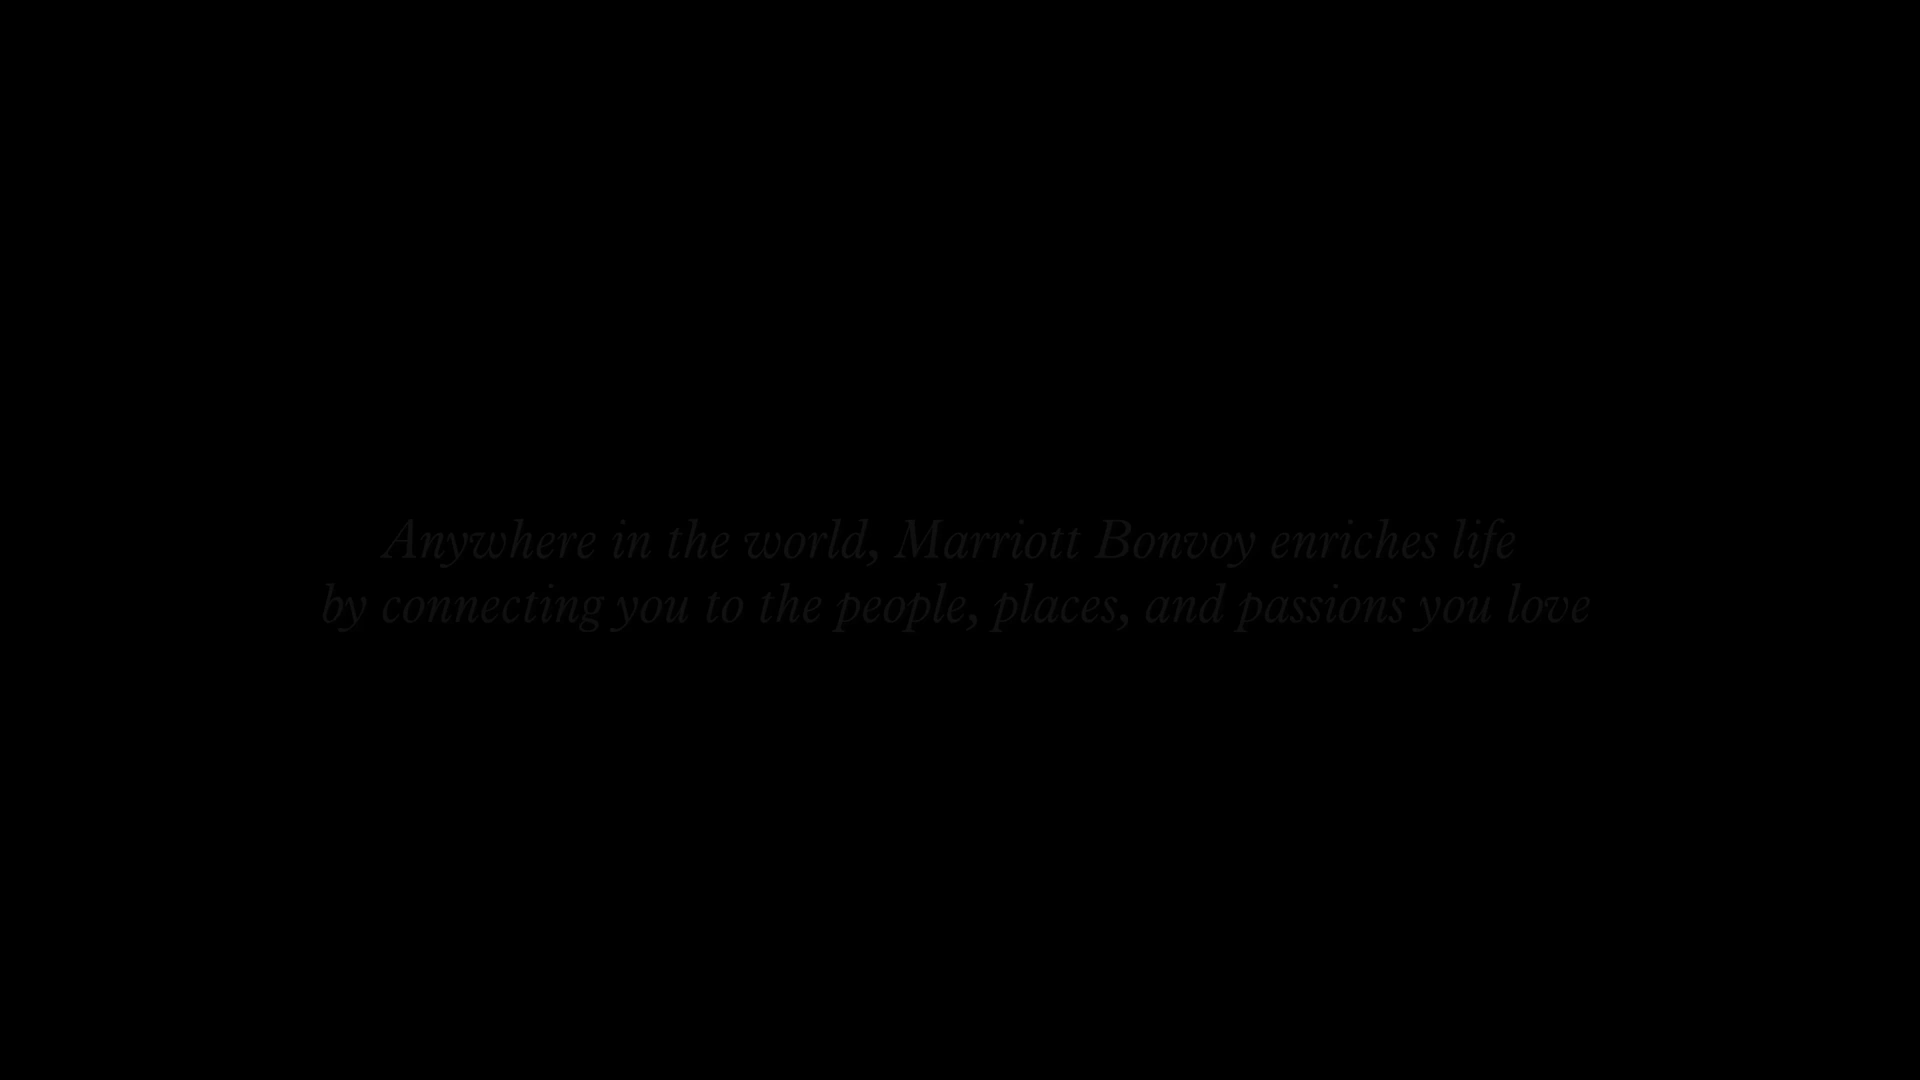 Anywhere in the world, Marriott Bonvoy enriches life
by connecting you to the people, places, and passions you love